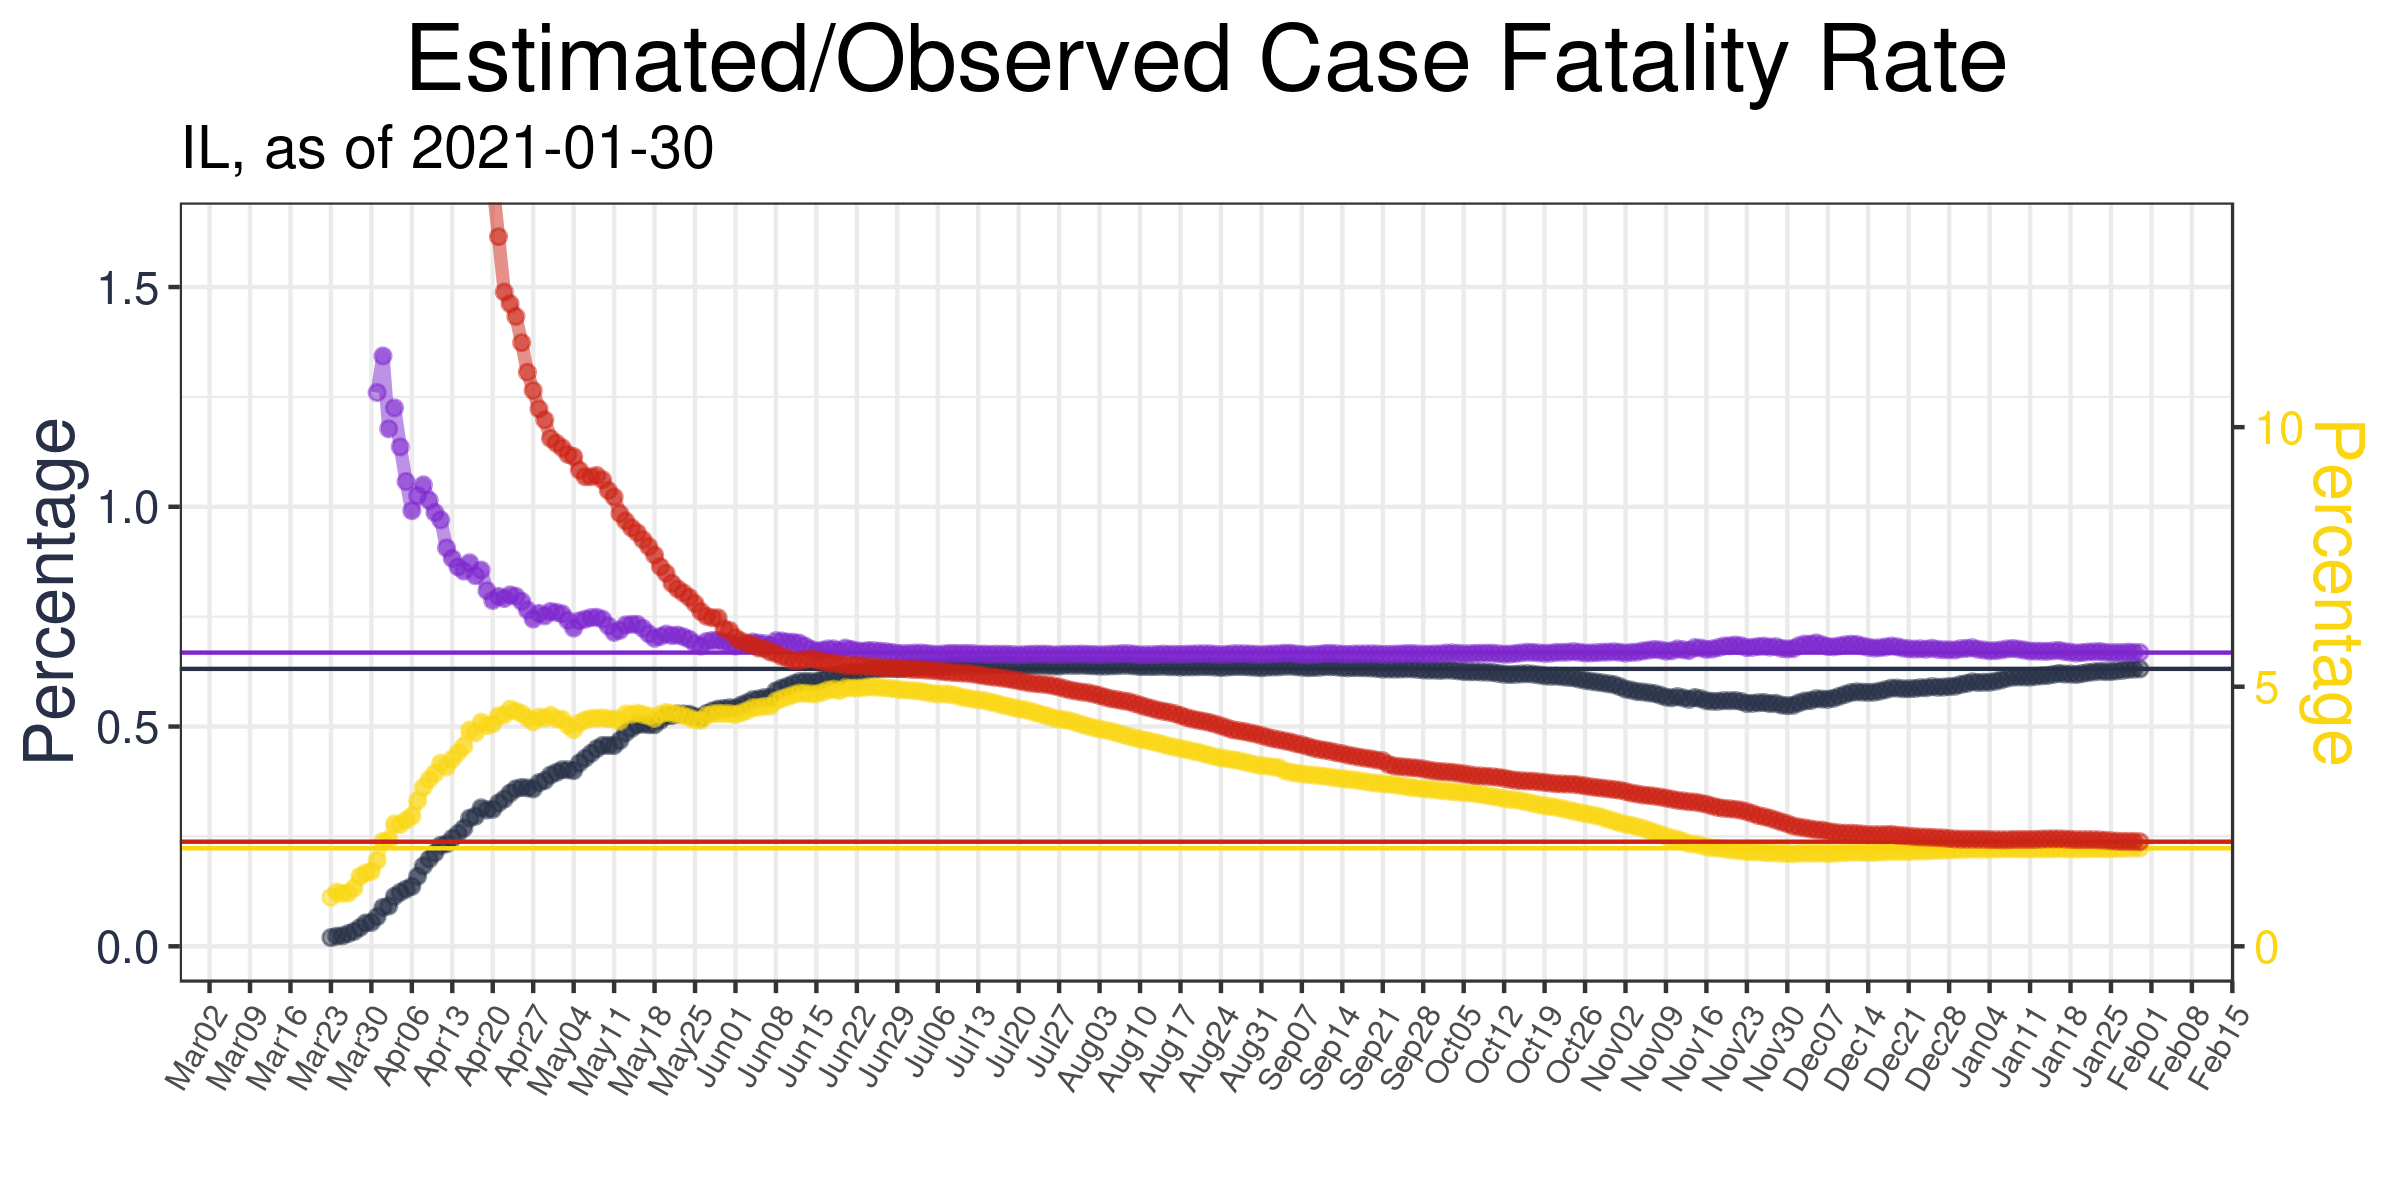 Estimated/Observed Case Fatality Rate
IL, as of 2021-01-30
Percentage
1.5
1.0
0.5
0.0
10
5
0
Percentage
Mar02
Mar09
Mar16
Mar23
Mar30
Apr06
Apr13
Apr20
Apr27
May04
May11
May18
May25
Jun01
Jun08
Jun15
Jun22
Jun29
Jul06
Jul13
Jul20
Jul27
Aug03
Aug10
Aug17
Aug24
Aug31
Sep07
Sep14
Sep21
Sep28
Oct05
Oct12
Oct19
Oct26
Nov02
Nov09
Nov16
Nov23
Nov30
Dec07
Dec14
Dec21
Dec28
Jan04
Jan11
Jan18
Jan25
Feb01
Feb08
Feb15